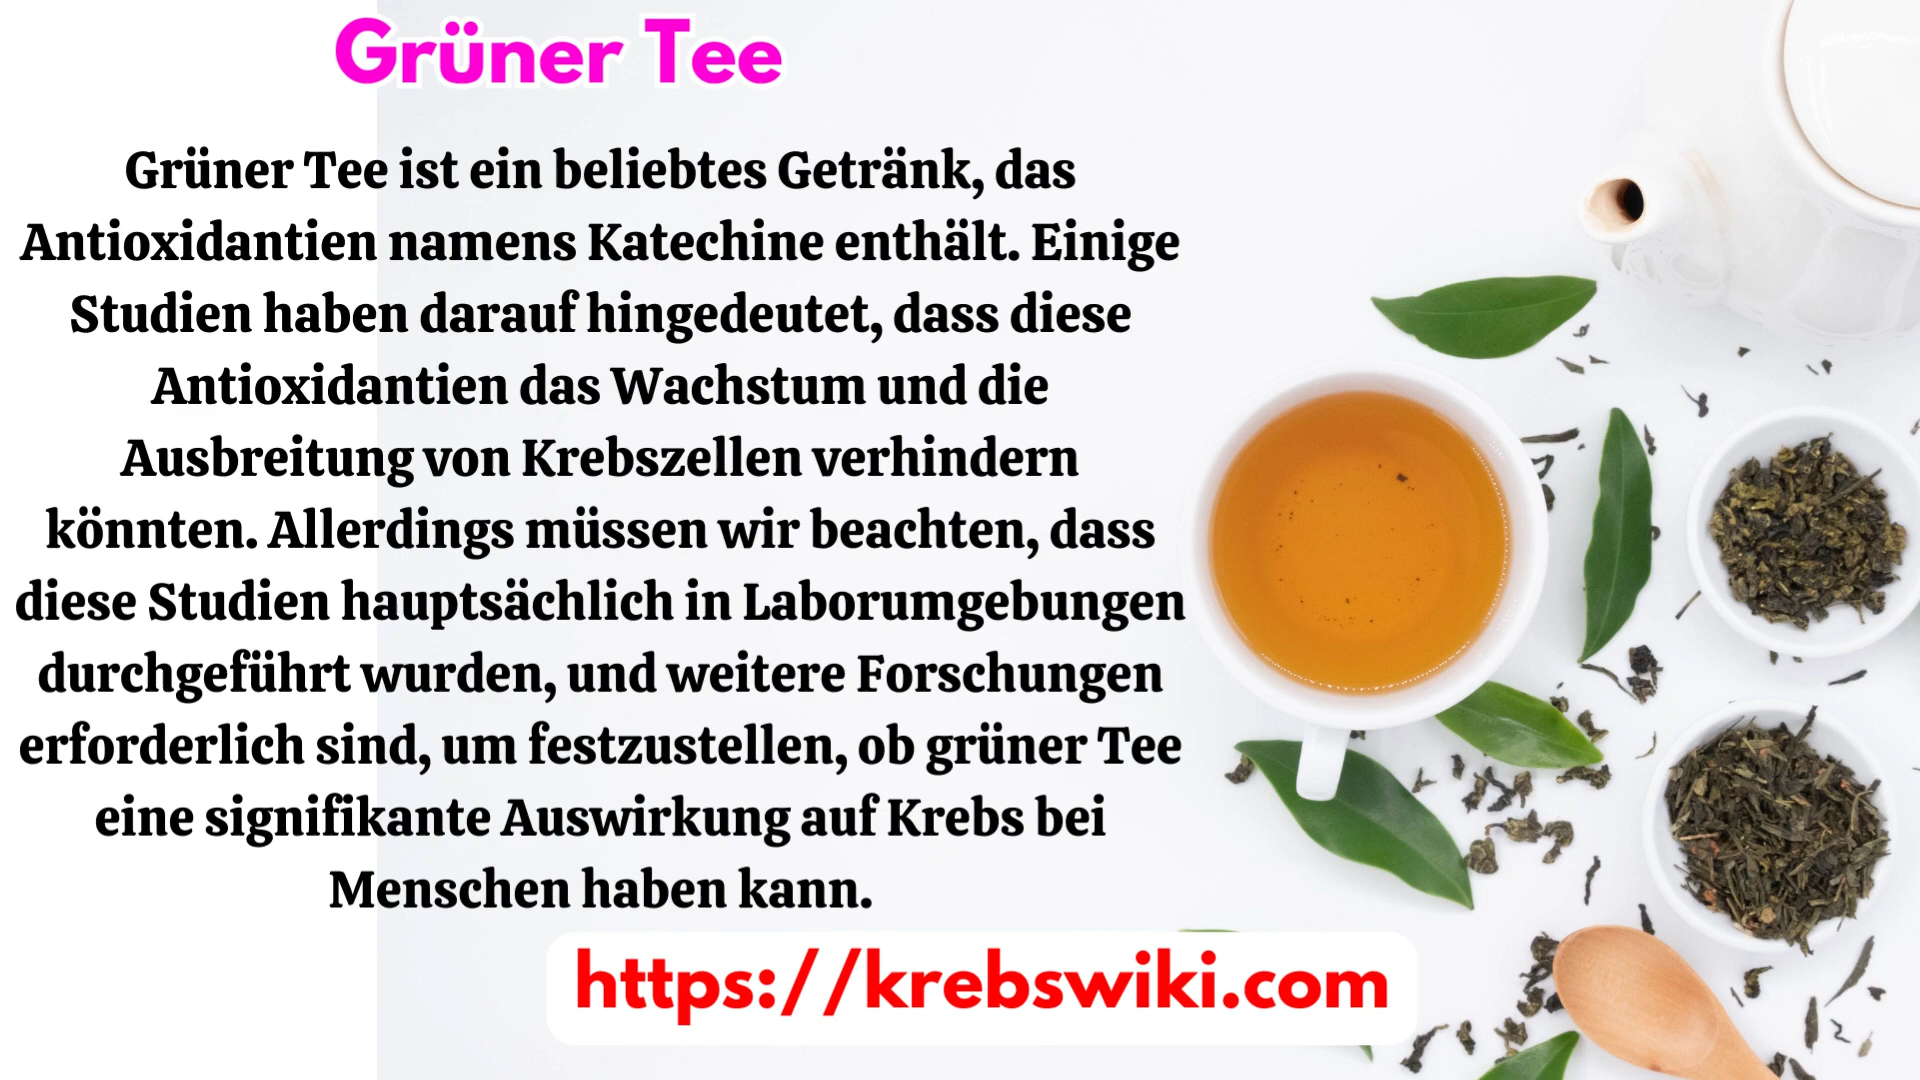 Grüner Tee
Grüner Tee ist ein beliebtes Getränk, das
Antioxidantien namens Katechine enthält. Einige
Studien haben darauf hingedeutet, dass diese
Antioxidantien das Wachstum und die
Ausbreitung von Krebszellen verhindern
könnten. Allerdings müssen wir beachten, dass
diese Studien hauptsächlich in Laborumgebungen
durchgeführt wurden, und weitere Forschungen
erforderlich sind, um festzustellen, ob grüner Tee
eine signifikante Auswirkung auf Krebs bei
Menschen haben kann.
https://krebswiki.com